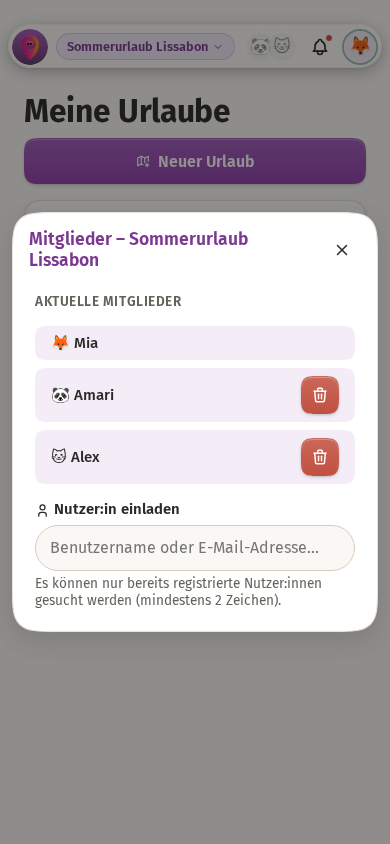 Sommerurlaub Lissabon
Meine Urlaube
Neuer Urlaub
Mitglieder – Sommerurlaub
Lissabon
AKTUELLE MITGLIEDER
Mia
Amari
Alex
Nutzer:in einladen
Benutzername oder E-Mail-Adresse...
Es können nur bereits registrierte Nutzer:innen
gesucht werden (mindestens 2 Zeichen).